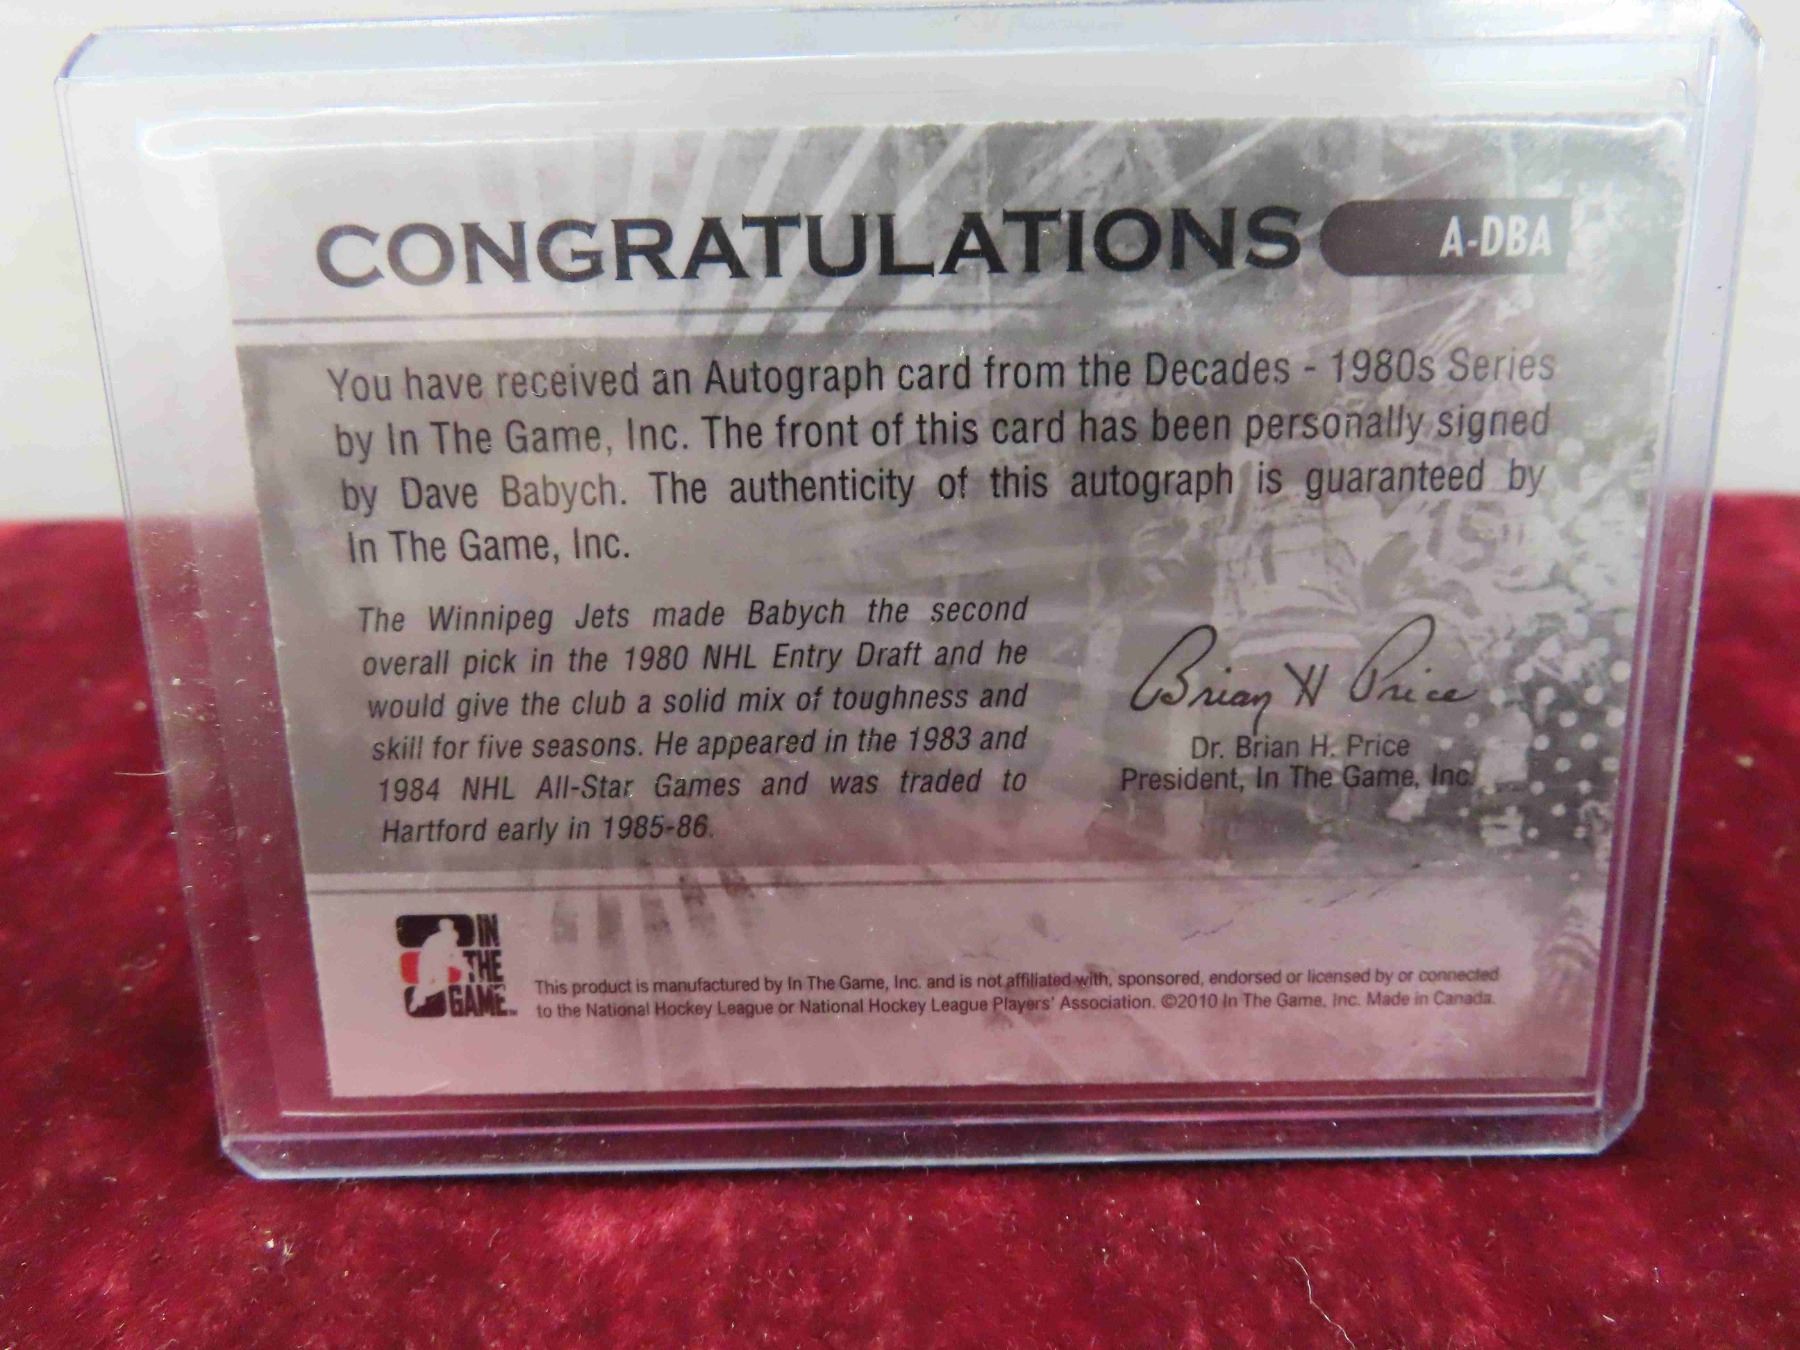 CONGRATULATIONS
A-DBA
You have received an Autograph card from the Decades - 1980s Series
by In The Game, Inc. The front of this card has been personally signed
by Dave Babych. The authenticity of this autograph is guaranteed by
In The Game, Inc.
The Winnipeg Jets made Babych the second
overall pick in the 1980 NHL Entry Draft and he
would give the club a solid mix of toughness and
skill for five seasons. He appeared in the 1983 and
1984 NHL All-Star Games and was traded to
Hartford early in 1985-86.
Brian H Price
Dr. Brian H. Price
President, In The Game, Inc.
IN
THE
GAME
This product is manufactured by In The Game, Inc. and is not affiliated with, sponsored, endorsed or licensed by or connected
to the National Hockey League or National Hockey League Players' Association. ©2010 In The Game, Inc. Made in Canada.